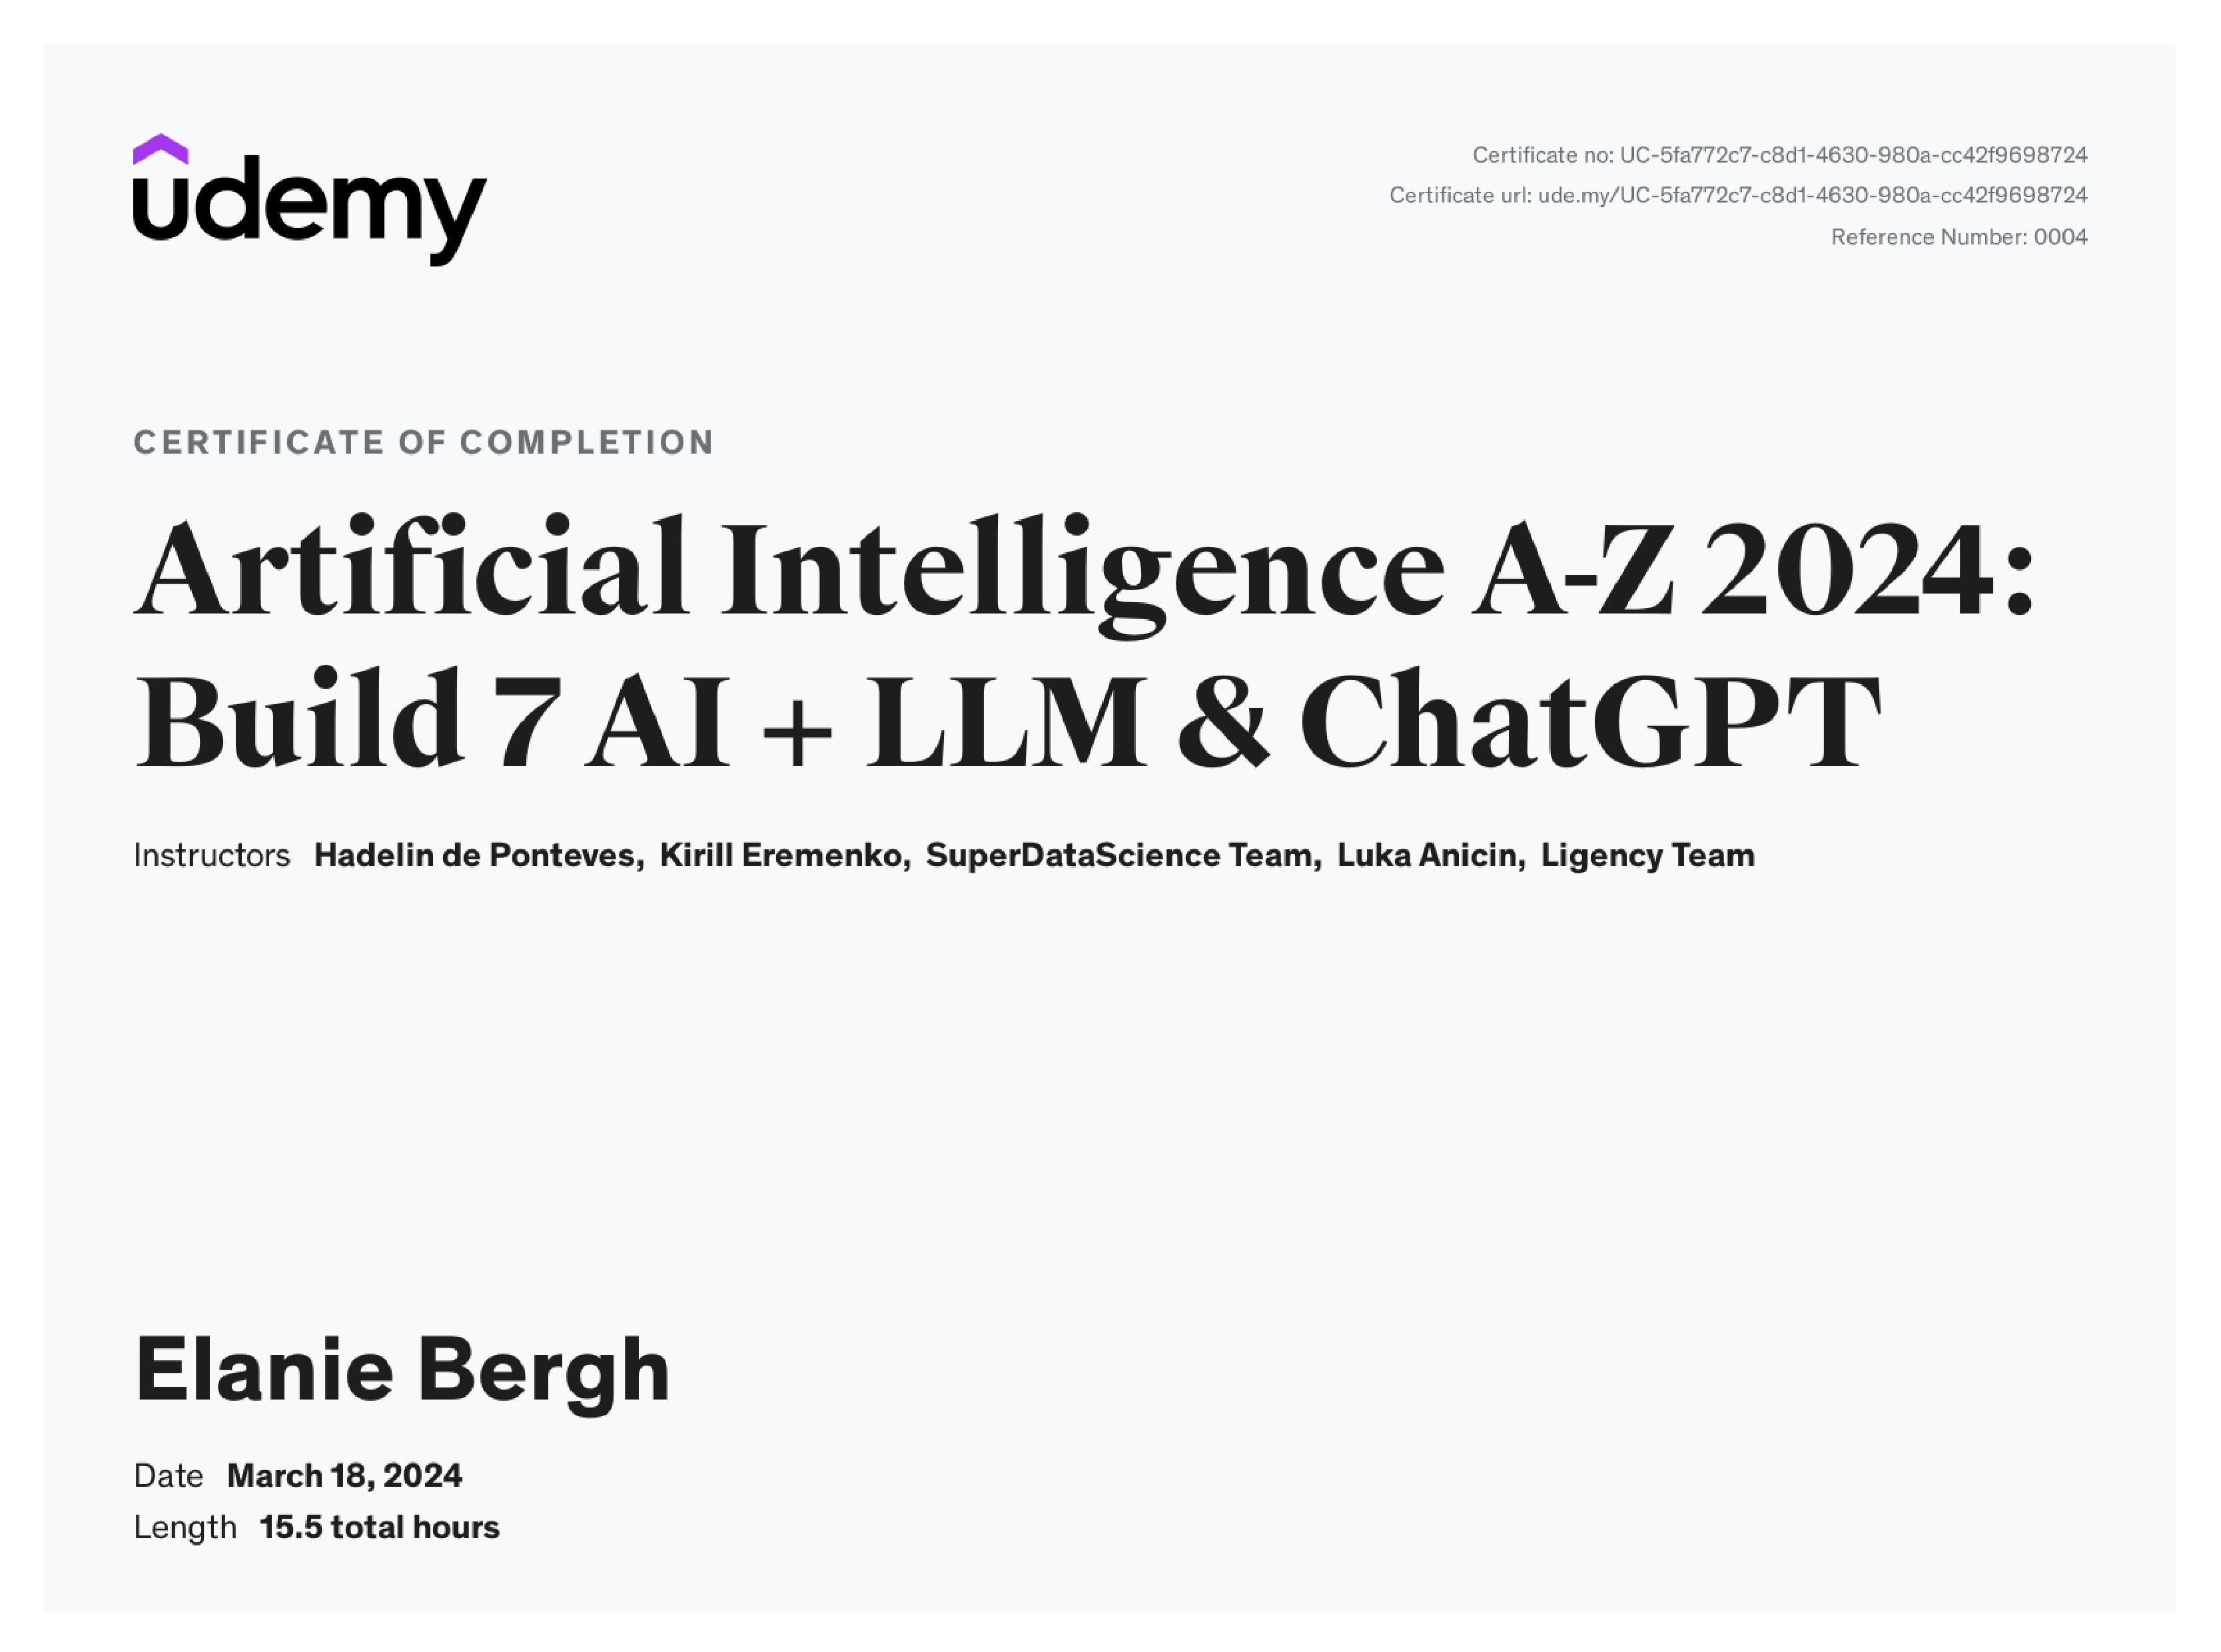 udemy
Certificate no: UC-5fa772c7-c8d1-4630-980a-cc42f9698724
Certificate url: ude.my/UC-5fa772c7-c8d1-4630-980a-cc42f9698724
Reference Number: 0004
CERTIFICATE OF COMPLETION
Artificial Intelligence A-Z 2024:
Build 7 AI + LLM & ChatGPT
Instructors Hadelin de Ponteves, Kirill Eremenko, SuperDataScience Team, Luka Anicin, Ligency Team
Elanie Bergh
Date March 18, 2024
Length 15.5 total hours